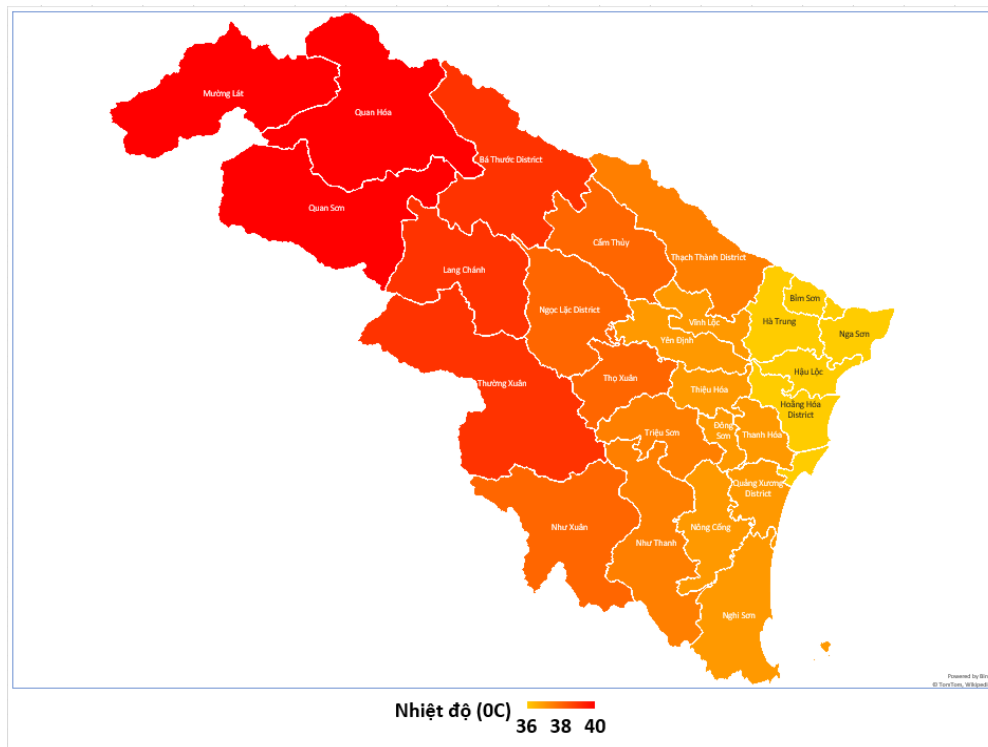 Mường Lát
Quan Hóa
Bá Thước District
Quan Sơn
Cẩm Thủy
Thạch Thành District
Lang Chánh
Bỉm Sơn
Ngọc Lặc District
Vĩnh Lộc
Hà Trung
Nga Sơn
Yên Định
Hậu Lộc
Thọ Xuân
Thường Xuân
Thiệu Hóa
Hoằng Hóa
District
Triệu Sơn
Đông
Sơn
Thanh Hóa
Quảng Xương
District
Như Xuân
Nông Cống
Như Thanh
Nghi Sơn
Powered by Bin
© TomTom, Wikipedi
Nhiệt độ (0C)
36 38 40